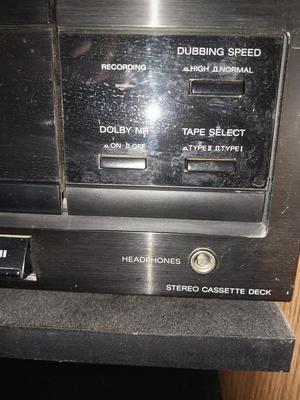 DUBBING SPEED
RECORDING
HIGH NORMAL
DOLBY NR
TAPE SELECT
ON OFF
TYPE II TYPE I
HEADPHONES
STEREO CASSETTE DECK